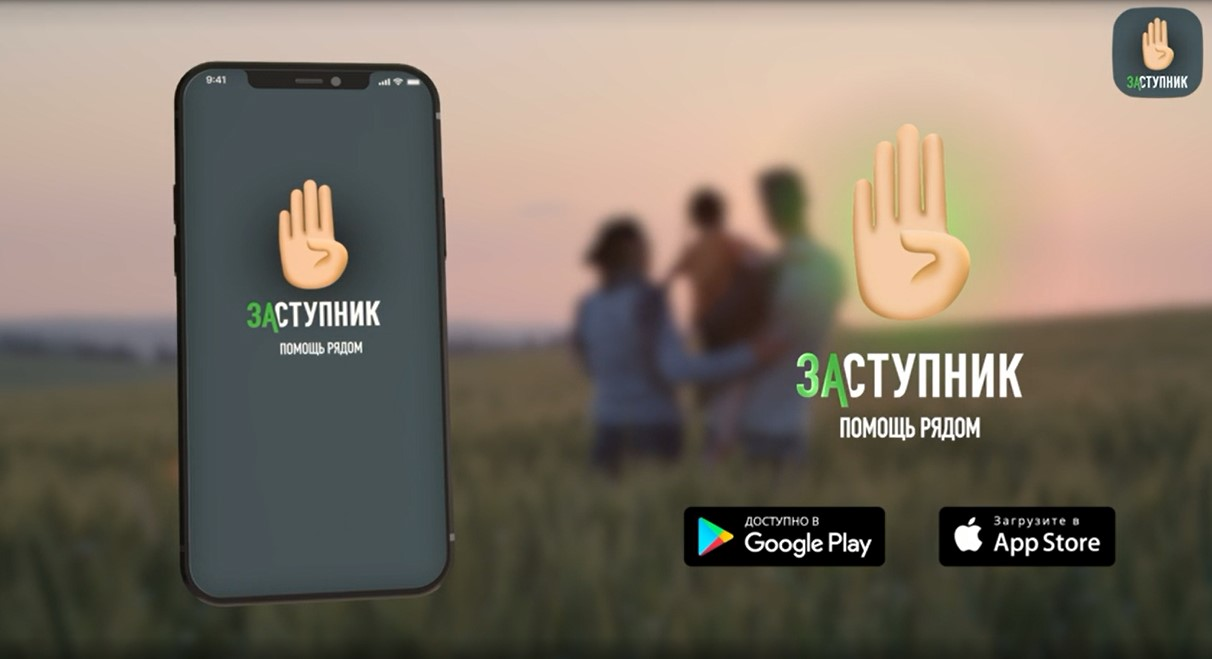 9:41
ЗАСТУПНИК
ПОМОЩЬ РЯДОМ
ЗАСТУПНИК
ЗАСТУПНИК
ПОМОЩЬ РЯДОМ
ДОСТУПНО В
Google Play
Загрузите в
App Store